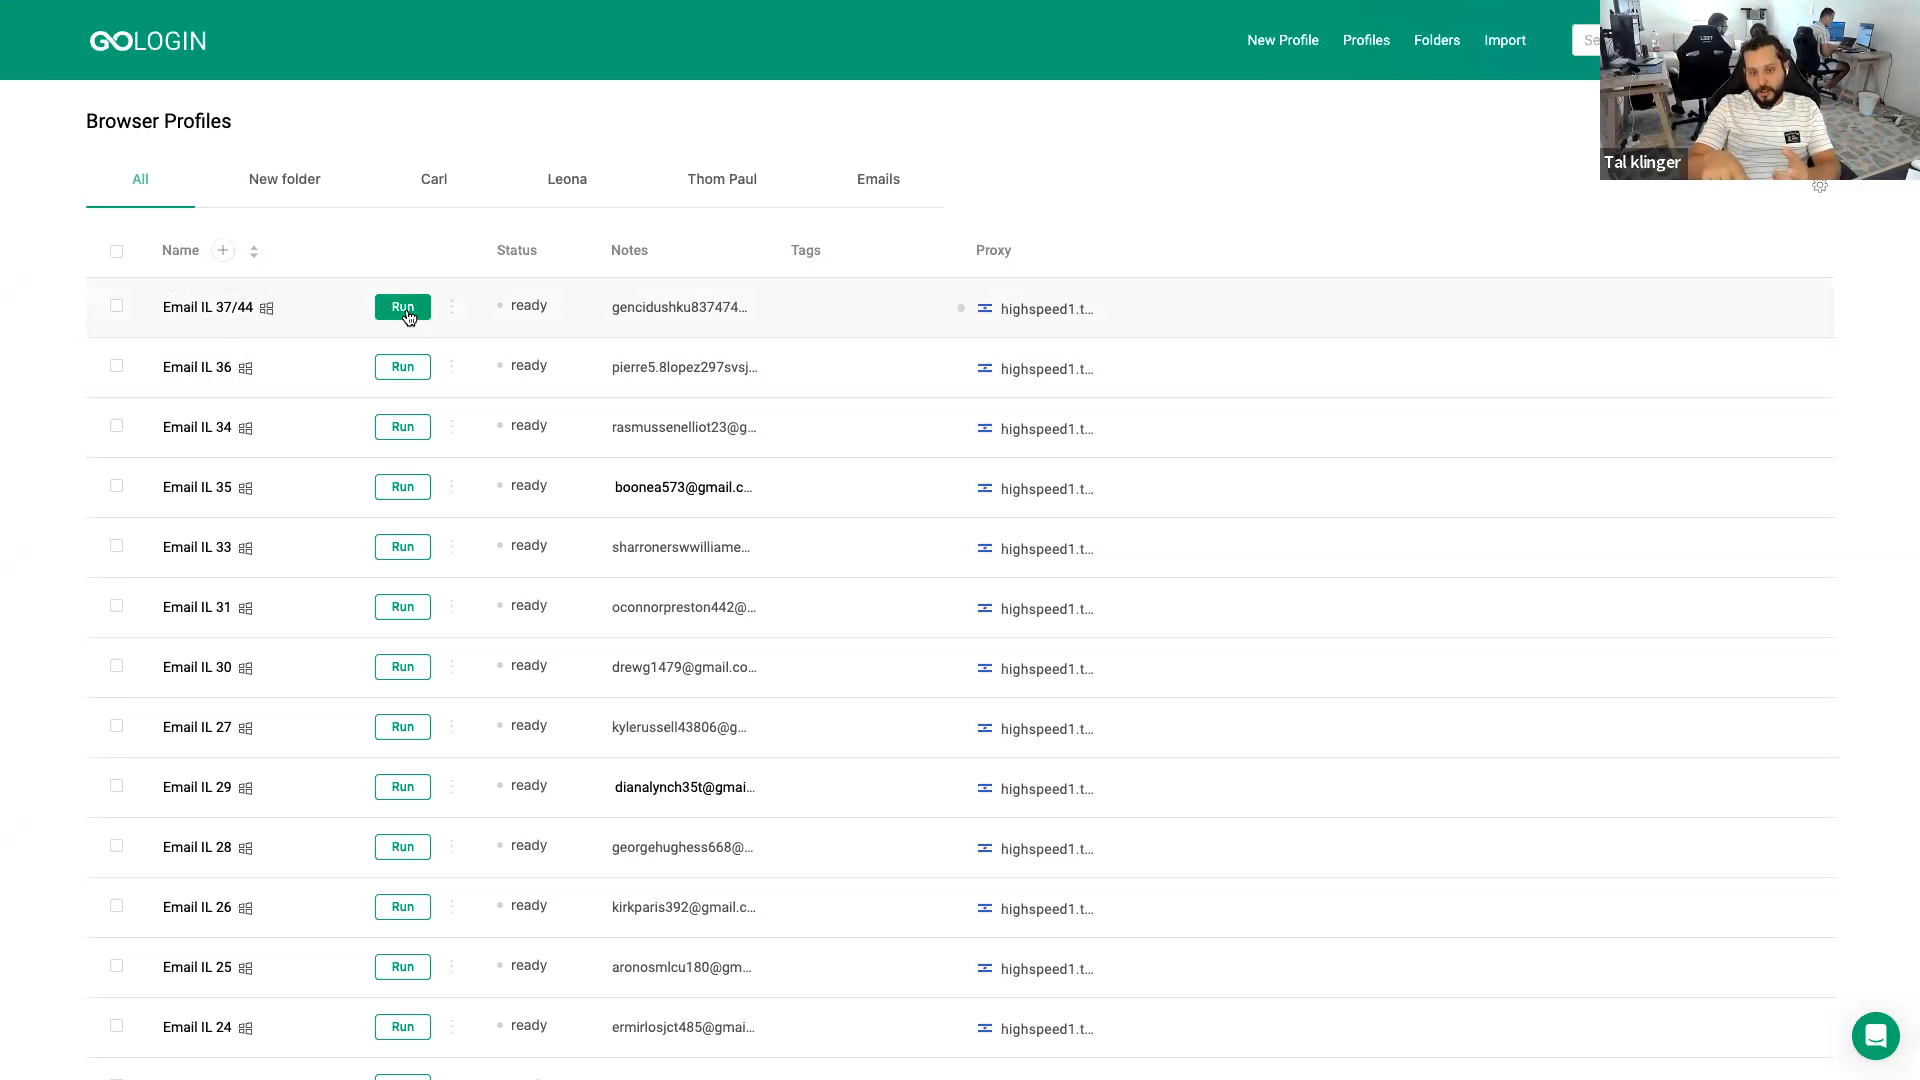 GOLOGIN
New Profile Profiles Folders Import Se
Tal klinger
Browser Profiles
All New folder Carl Leona Thom Paul Emails
Name Status Notes Tags Proxy
Email IL 37/44 Run ready gencidushku837474... highspeed1.t...
Email IL 36 Run ready pierre5.8lopez297svsj... highspeed1.t...
Email IL 34 Run ready rasmussenelliot23@g... highspeed1.t...
Email IL 35 Run ready boonea573@gmail.c... highspeed1.t...
Email IL 33 Run ready sharronerswwilliame... highspeed1.t...
Email IL 31 Run ready oconnorpreston442@... highspeed1.t...
Email IL 30 Run ready drewg1479@gmail.co... highspeed1.t...
Email IL 27 Run ready kylerussell43806@g... highspeed1.t...
Email IL 29 Run ready dianalynch35t@gmai... highspeed1.t...
Email IL 28 Run ready georgehughess668@... highspeed1.t...
Email IL 26 Run ready kirkparis392@gmail.c... highspeed1.t...
Email IL 25 Run ready aronosmlcu180@gm... highspeed1.t...
Email IL 24 Run ready ermirlosjct485@gmai... highspeed1.t...